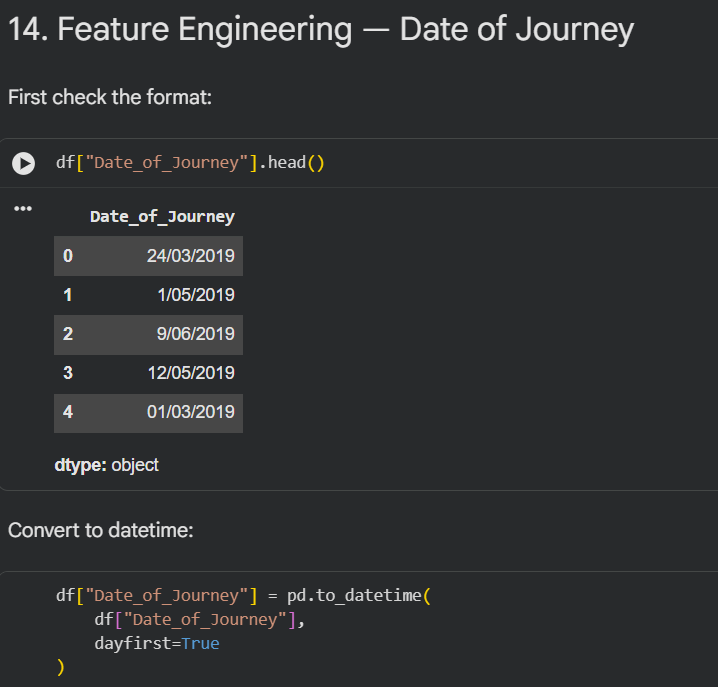 14. Feature Engineering — Date of Journey
First check the format:
df["Date_of_Journey"].head()
Date_of_Journey
0 24/03/2019
1 1/05/2019
2 9/06/2019
3 12/05/2019
4 01/03/2019
dtype: object
Convert to datetime:
df["Date_of_Journey"] = pd.to_datetime(
    df["Date_of_Journey"],
    dayfirst=True
)